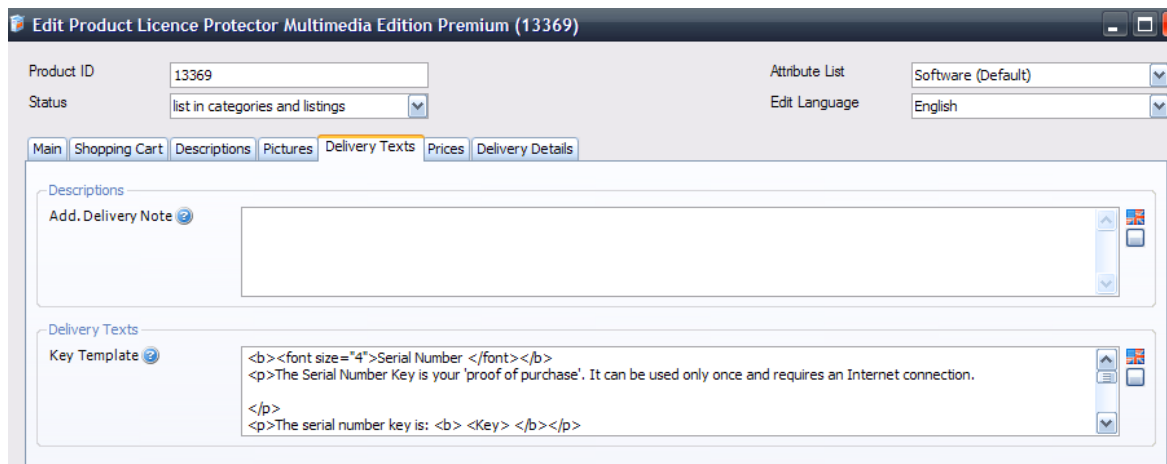 Edit Product Licence Protector Multimedia Edition Premium (13369)
Product ID 13369 Attribute List Software (Default)
Status list in categories and listings Edit Language English
Main Shopping Cart Descriptions Pictures Delivery Texts Prices Delivery Details
Descriptions
Add. Delivery Note
Delivery Texts
Key Template <b><font size="4">Serial Number </font></b>
<p>The Serial Number Key is your 'proof of purchase'. It can be used only once and requires an Internet connection.
</p>
<p>The serial number key is: <b> <Key> </b></p>